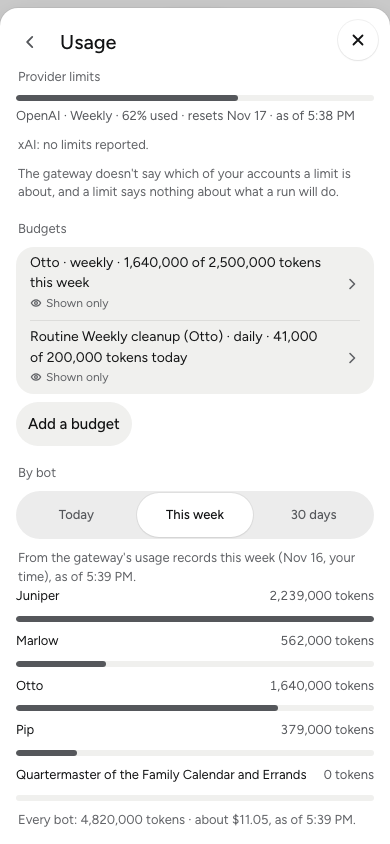 Usage
Provider limits
OpenAI · Weekly · 62% used · resets Nov 17 · as of 5:38 PM
xAI: no limits reported.
The gateway doesn't say which of your accounts a limit is
about, and a limit says nothing about what a run will do.
Budgets
Otto · weekly · 1,640,000 of 2,500,000 tokens
this week
Shown only
Routine Weekly cleanup (Otto) · daily · 41,000
of 200,000 tokens today
Shown only
Add a budget
By bot
Today This week 30 days
From the gateway's usage records this week (Nov 16, your
time), as of 5:39 PM.
Juniper 2,239,000 tokens
Marlow 562,000 tokens
Otto 1,640,000 tokens
Pip 379,000 tokens
Quartermaster of the Family Calendar and Errands 0 tokens
Every bot: 4,820,000 tokens · about $11.05, as of 5:39 PM.